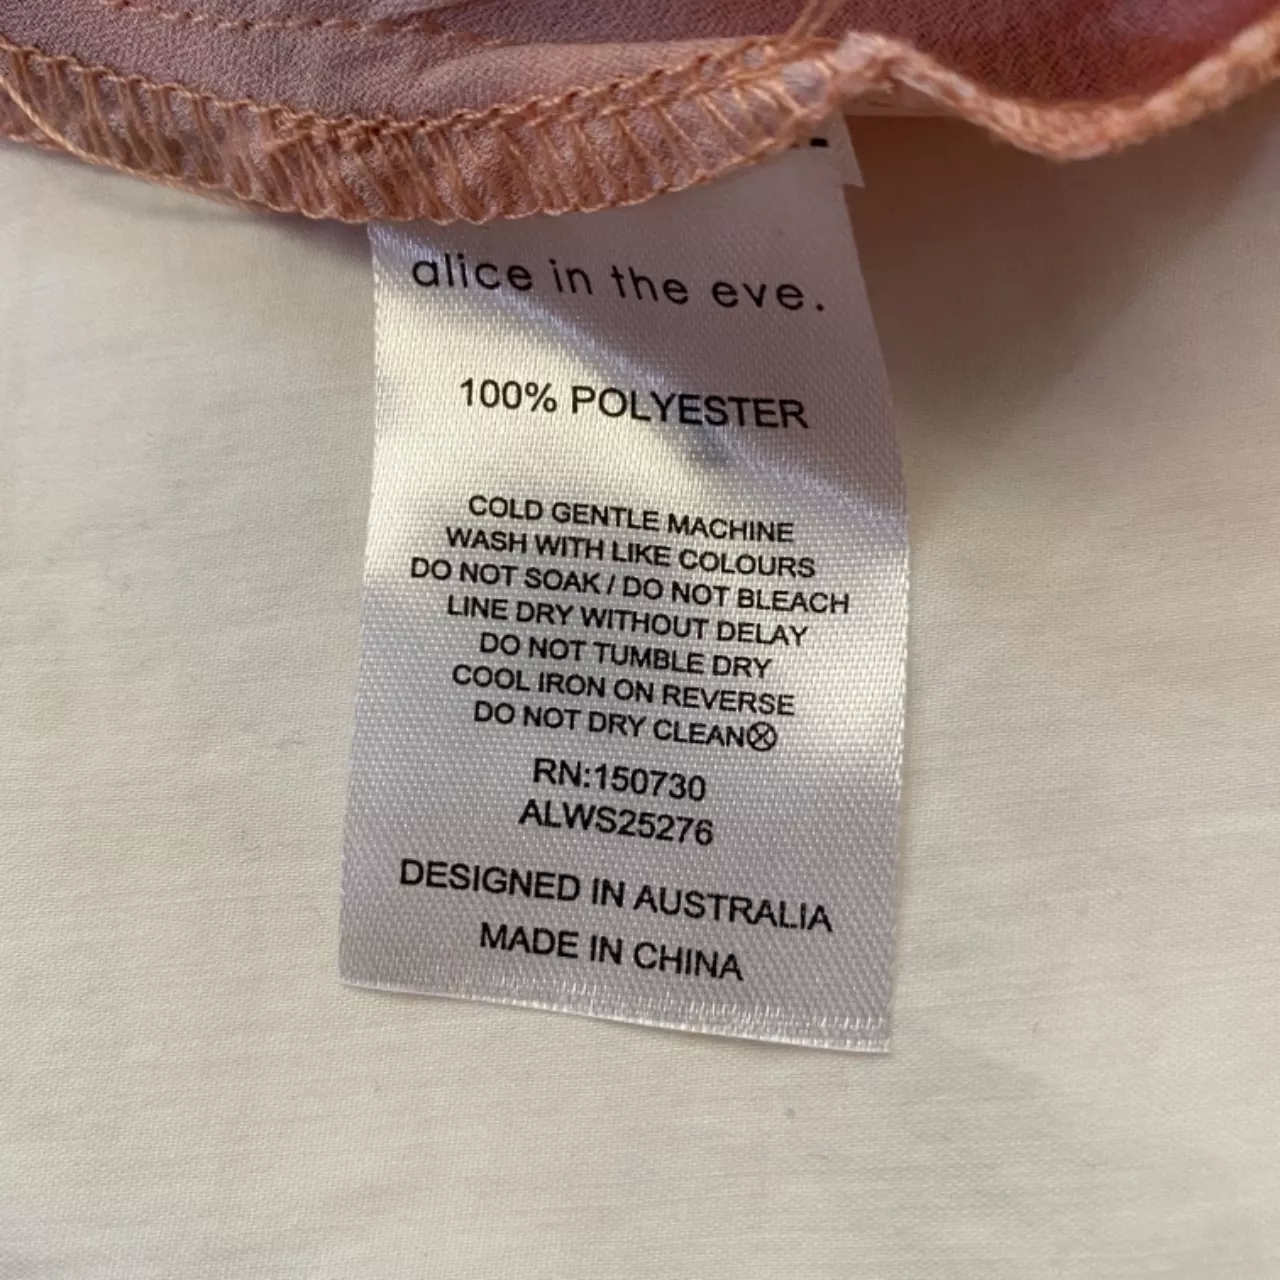 alice in the eve.
100% POLYESTER
COLD GENTLE MACHINE
WASH WITH LIKE COLOURS
DO NOT SOAK / DO NOT BLEACH
LINE DRY WITHOUT DELAY
DO NOT TUMBLE DRY
COOL IRON ON REVERSE
DO NOT DRY CLEAN
RN:150730
ALWS25276
DESIGNED IN AUSTRALIA
MADE IN CHINA